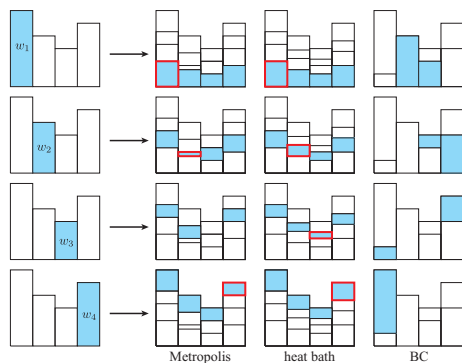 w₁
w₂
w₃
w₄
Metropolis heat bath BC